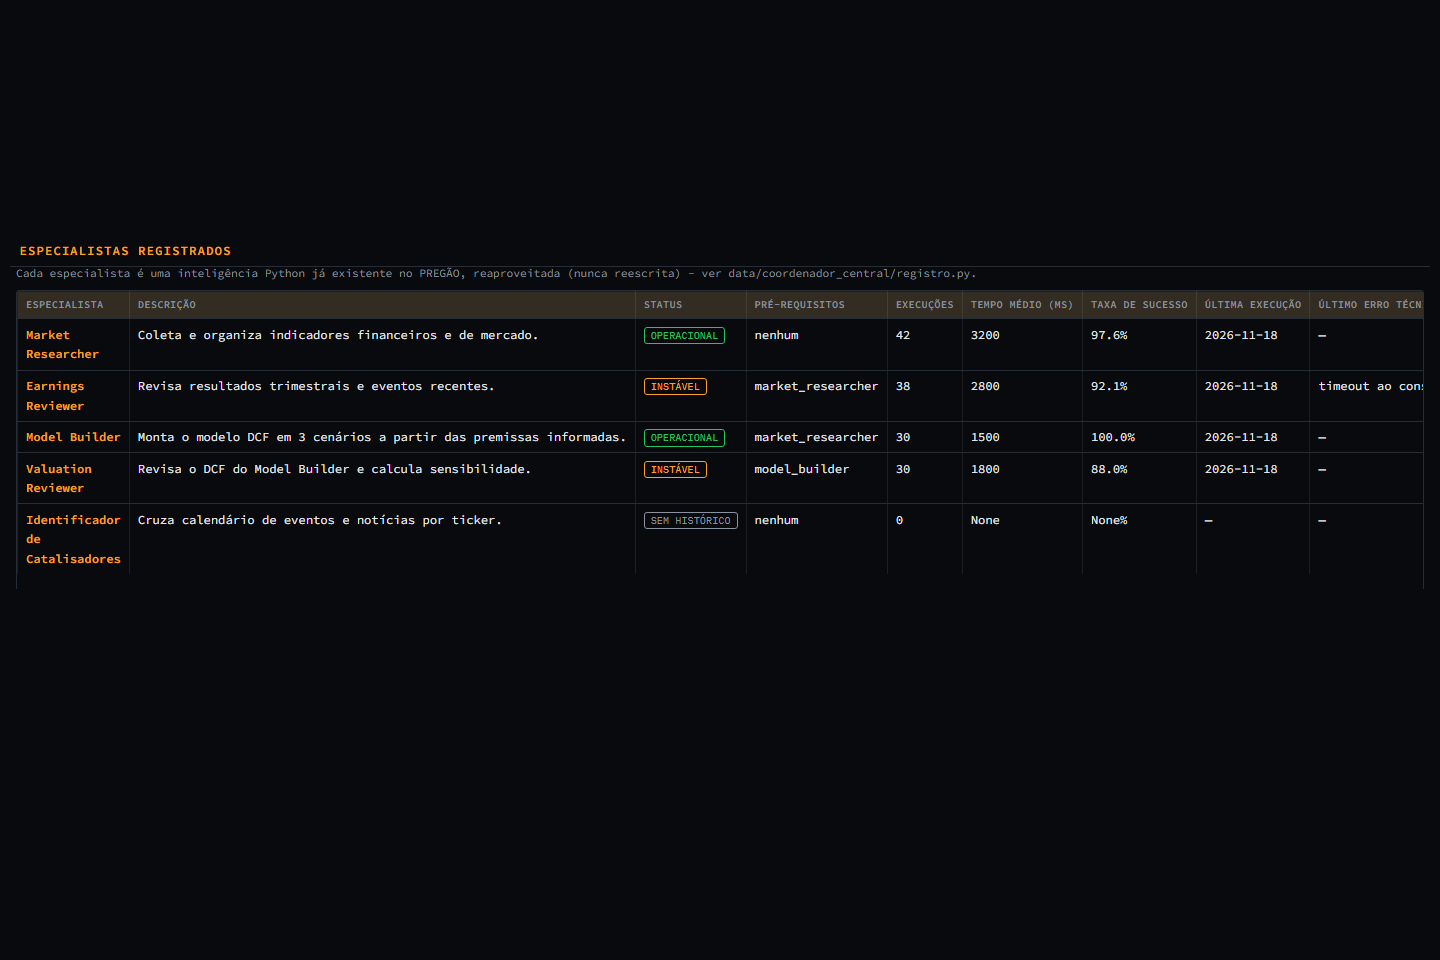 ESPECIALISTAS REGISTRADOS
Cada especialista é uma inteligência Python já existente no PREGÃO, reaproveitada (nunca reescrita) — ver data/coordenador_central/registro.py.
ESPECIALISTA DESCRIÇÃO STATUS PRÉ-REQUISITOS EXECUÇÕES TEMPO MÉDIO (MS) TAXA DE SUCESSO ÚLTIMA EXECUÇÃO ÚLTIMO ERRO TÉCN
Market Coleta e organiza indicadores financeiros e de mercado. OPERACIONAL nenhum 42 3200 97.6% 2026-11-18 —
Researcher
Earnings Revisa resultados trimestrais e eventos recentes. INSTÁVEL market_researcher 38 2800 92.1% 2026-11-18 timeout ao cons
Reviewer
Model Builder Monta o modelo DCF em 3 cenários a partir das premissas informadas. OPERACIONAL market_researcher 30 1500 100.0% 2026-11-18 —
Valuation Revisa o DCF do Model Builder e calcula sensibilidade. INSTÁVEL model_builder 30 1800 88.0% 2026-11-18 —
Reviewer
Identificador Cruza calendário de eventos e notícias por ticker. SEM HISTÓRICO nenhum 0 None None% — —
de
Catalisadores